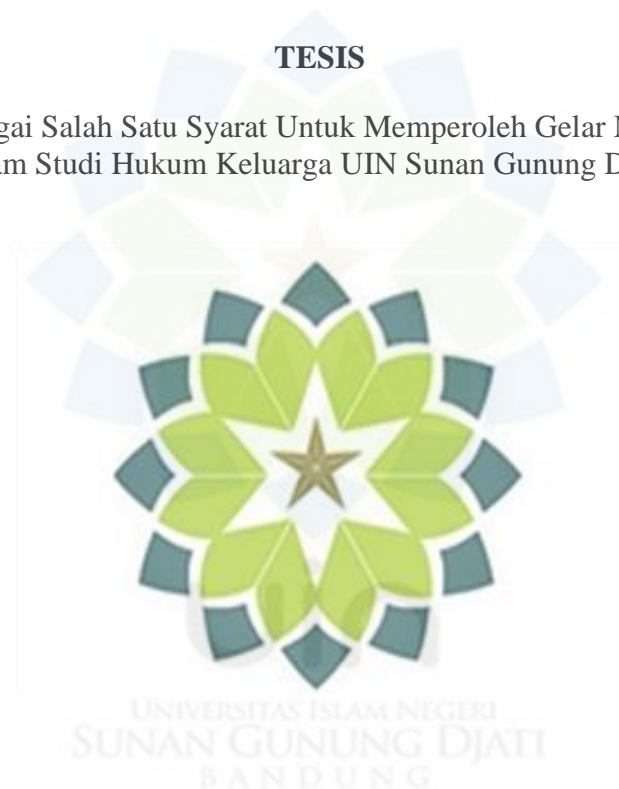 TESIS
Salah Satu Syarat Untuk Memperoleh Gelar
Studi Hukum Keluarga UIN Sunan Gunung
uin
UNIVERSITAS ISLAM NEGERI
SUNAN GUNUNG DJATI
BANDUNG